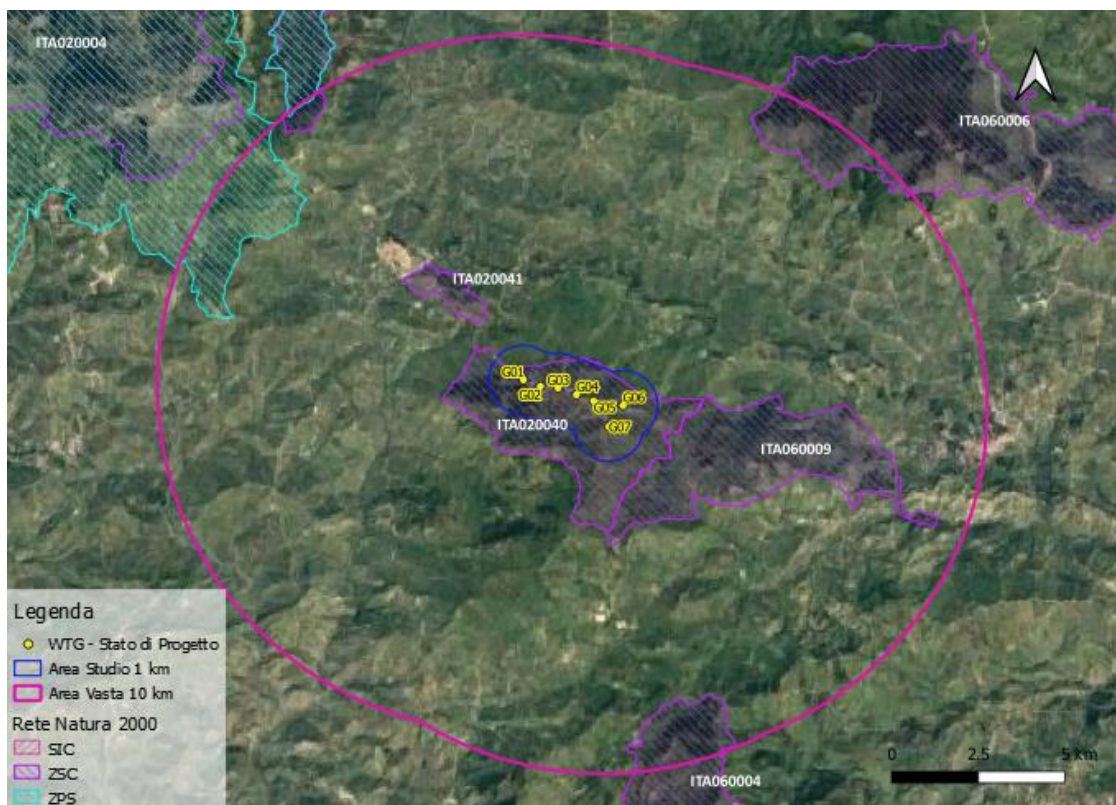 ITA020004
ITA060006
ITA020041
G01
G02
G03
G04
G05
G06
G07
ITA020040
ITA060009
Legenda
WTG - Stato di Progetto
Area Studio 1 km
Area Vasta 10 km
Rete Natura 2000
SIC
ZSC
ZPS
ITA060004
0 2.5 5 km